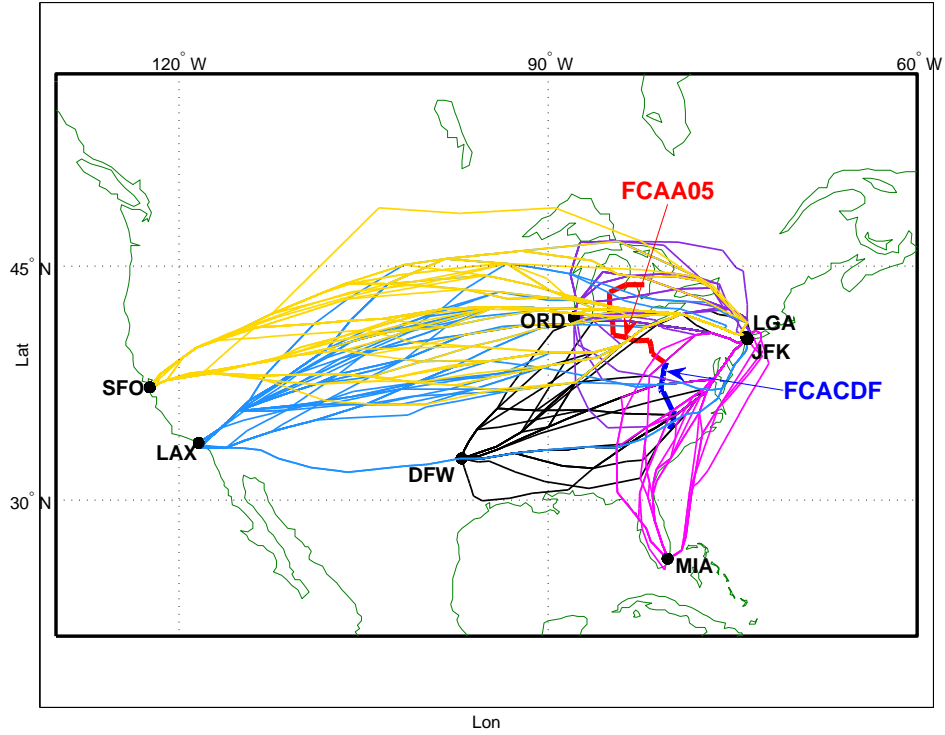 120° W
90° W
60° W
FCAA05
45° N
ORD
LGA
JFK
Lat
SFO
FCACDF
LAX
DFW
30° N
MIA
Lon